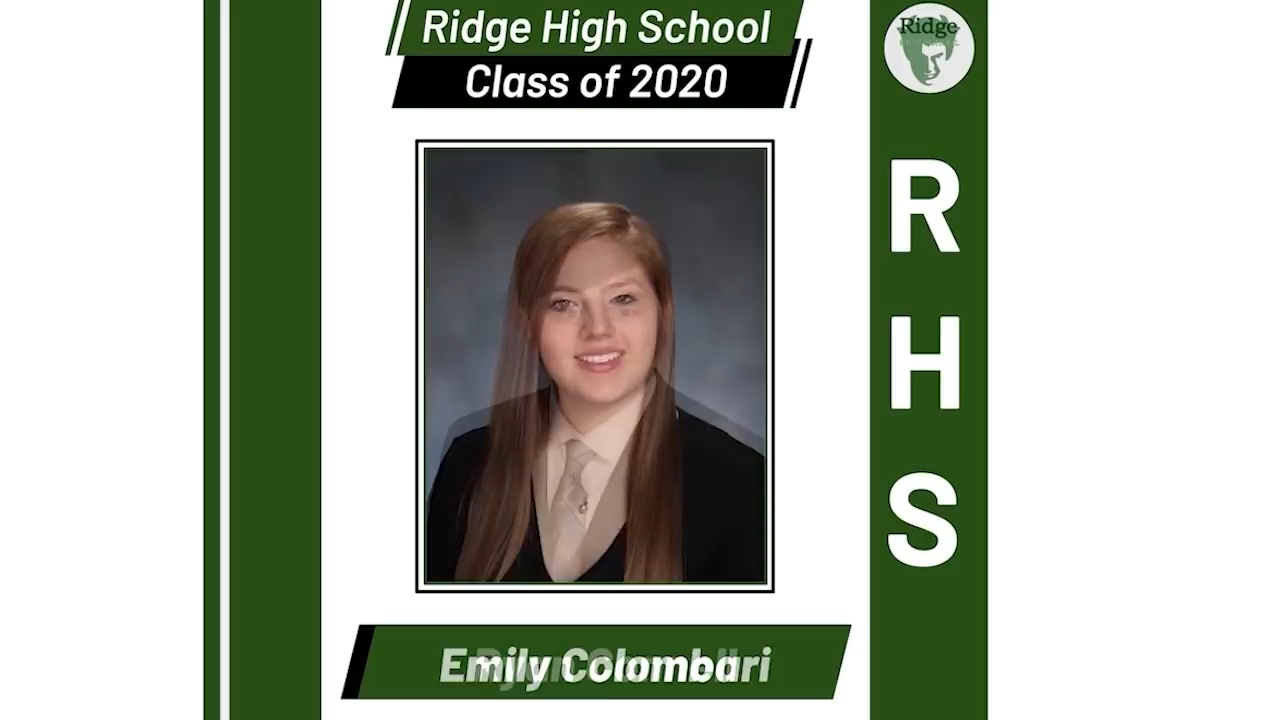 Ridge High School
Class of 2020
Ridge
R
H
S
Emily Colombari